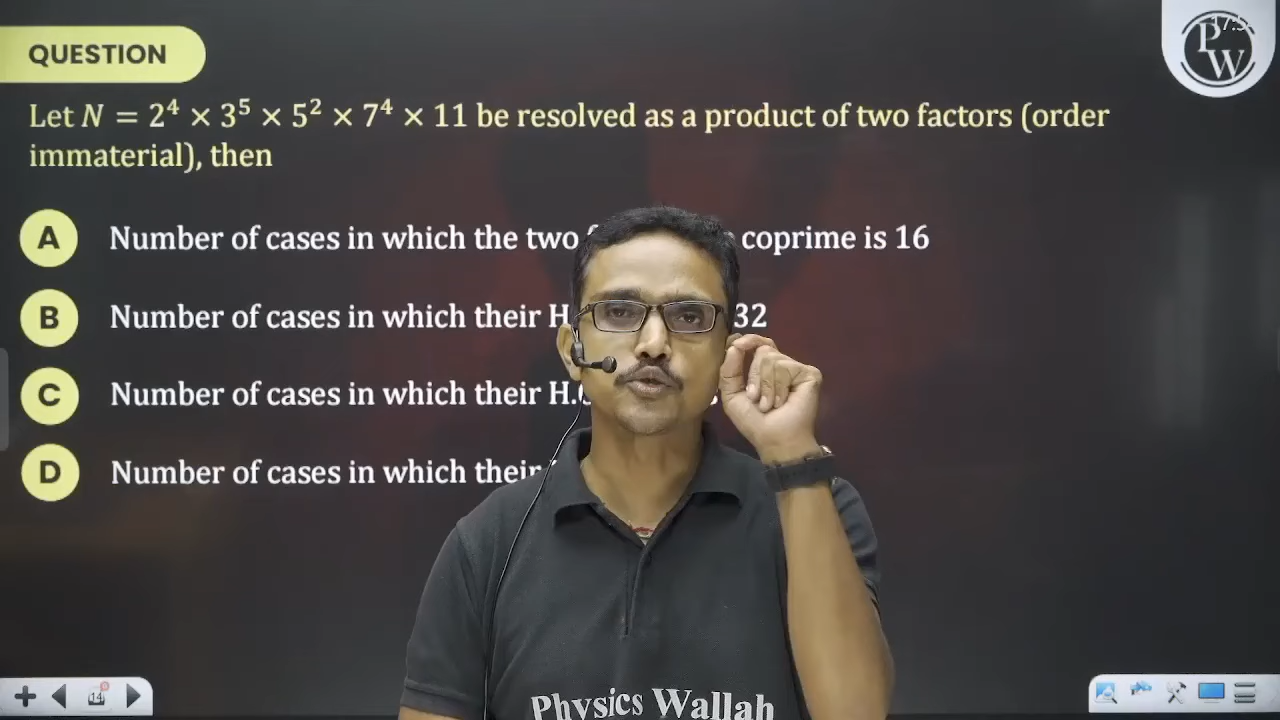 QUESTION
Let N = 2⁴ × 3⁵ × 5² × 7⁴ × 11 be resolved as a product of two factors (order
immaterial), then
A Number of cases in which the two coprime is 16
B Number of cases in which their 32
C Number of cases in which their
D Number of cases in which their
PW
14
Physics Wallah